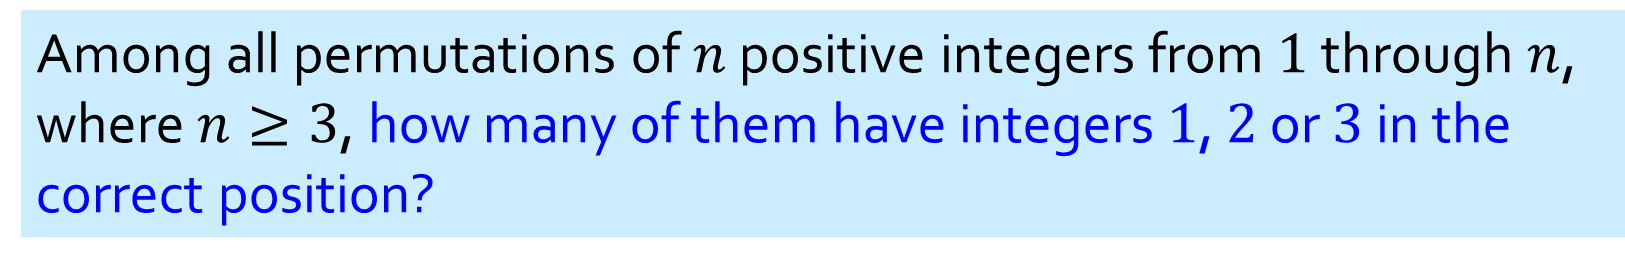 Among all permutations of n positive integers from 1 through n,
where n ≥ 3, how many of them have integers 1, 2 or 3 in the
correct position?